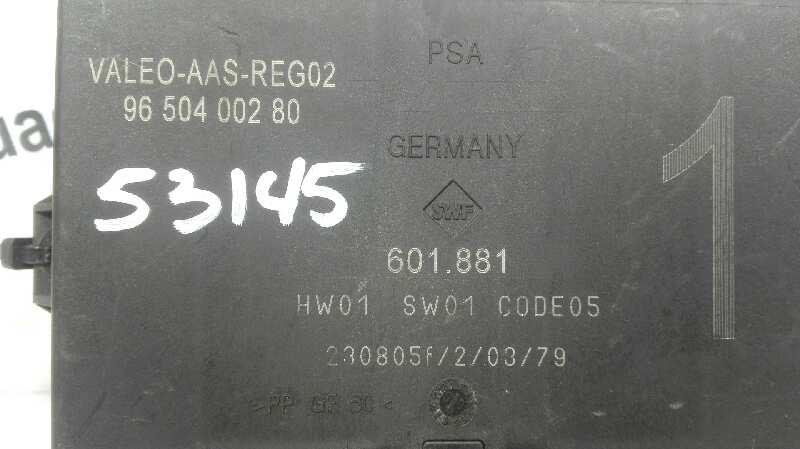 VALEO-AAS-REG02
96 504 002 80
PSA
GERMANY
53145
SWF
601.881
HW01 SW01 CODE05
230805f/2/03/79
1